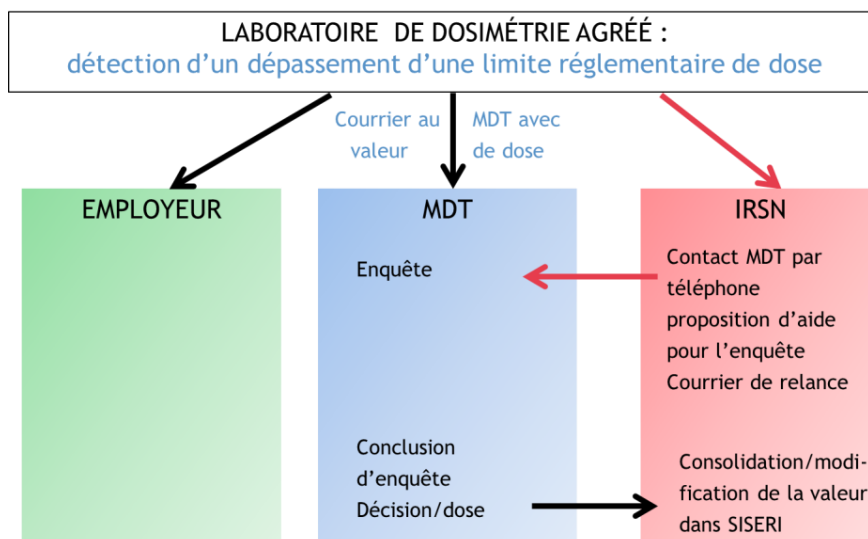 LABORATOIRE DE DOSIMÉTRIE AGRÉÉ :
détection d'un dépassement d'une limite réglementaire de dose
Courrier au MDT avec
valeur de dose
EMPLOYEUR
MDT
Enquête
Conclusion
d'enquête
Décision/dose
IRSN
Contact MDT par
téléphone
proposition d'aide
pour l'enquête
Courrier de relance
Consolidation/modi-
fication de la valeur
dans SISERI